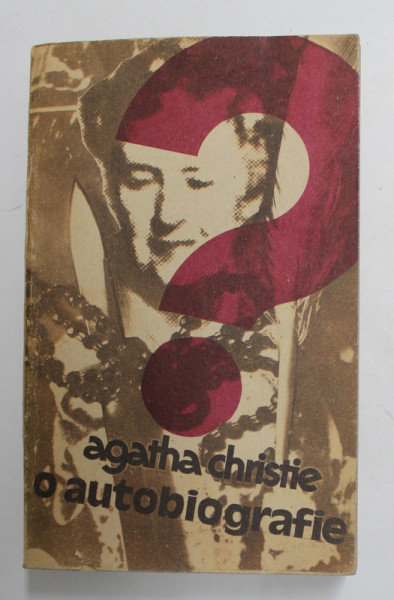 ?
agatha christie
o autobiografie